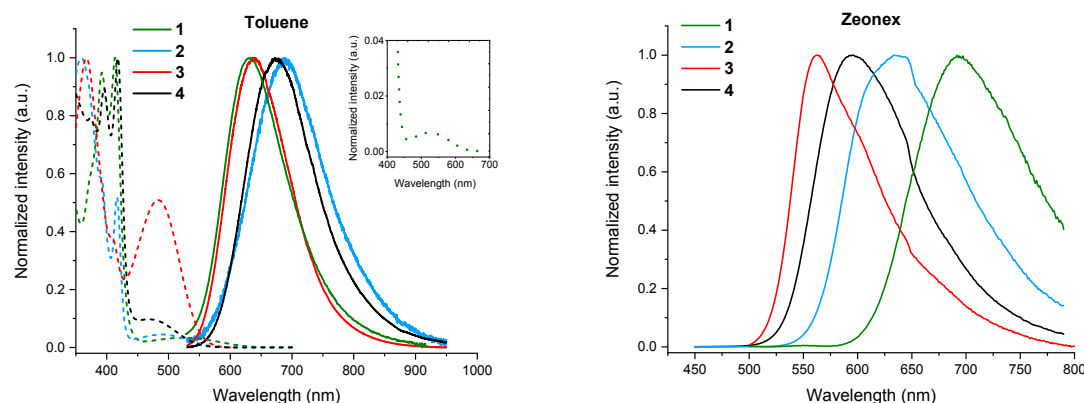 Toluene
1
2
3
4
Normalized intensity (a.u.)
1.0
0.8
0.6
0.4
0.2
0.0
400 500 600 700 800 900 1000
Wavelength (nm)
Normalized intensity (a.u.)
0.04
0.02
0.00
400 500 600 700
Wavelength (nm)
Zeonex
1
2
3
4
Normalized intensity (a.u.)
1.0
0.8
0.6
0.4
0.2
0.0
450 500 550 600 650 700 750 800
Wavelength (nm)